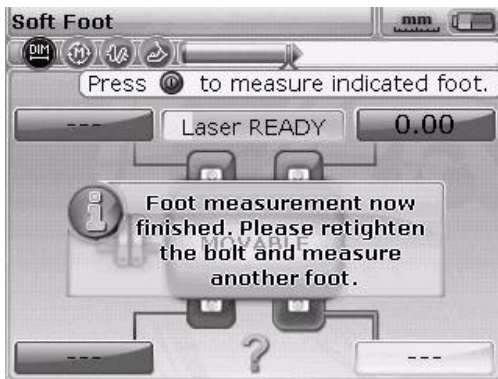 Soft Foot
mm
DIM
M
Press to measure indicated foot.
--- Laser READY 0.00
Foot measurement now
finished. Please retighten
the bolt and measure
another foot.
MOVABLE
--- ? ---